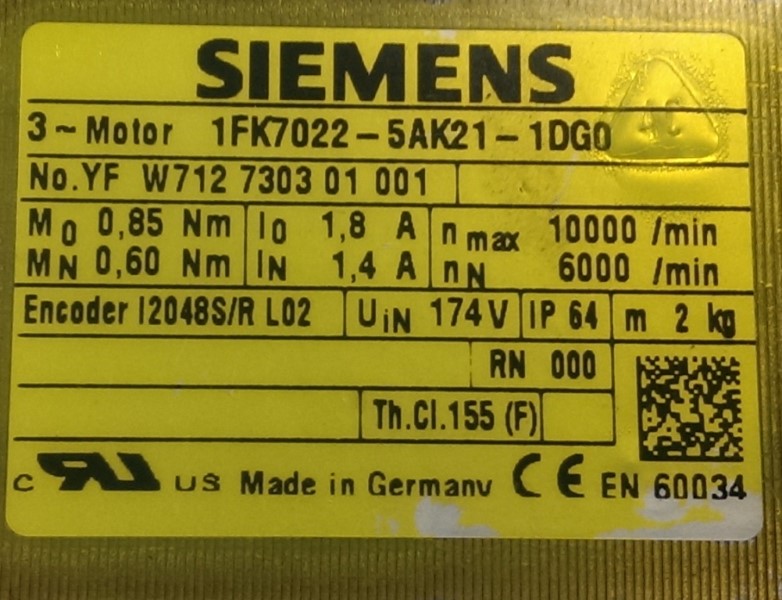 SIEMENS
3~Motor 1FK7022-5AK21-1DG0
No.YF W712 7303 01 001
M0 0,85 Nm I0 1,8 A nmax 10000 /min
MN 0,60 Nm IN 1,4 A nN 6000 /min
Encoder I2048S/R L02 UiN 174V IP 64 m 2 kg
RN 000
Th.Cl.155 (F)
c RU US Made in Germany CE EN 60034